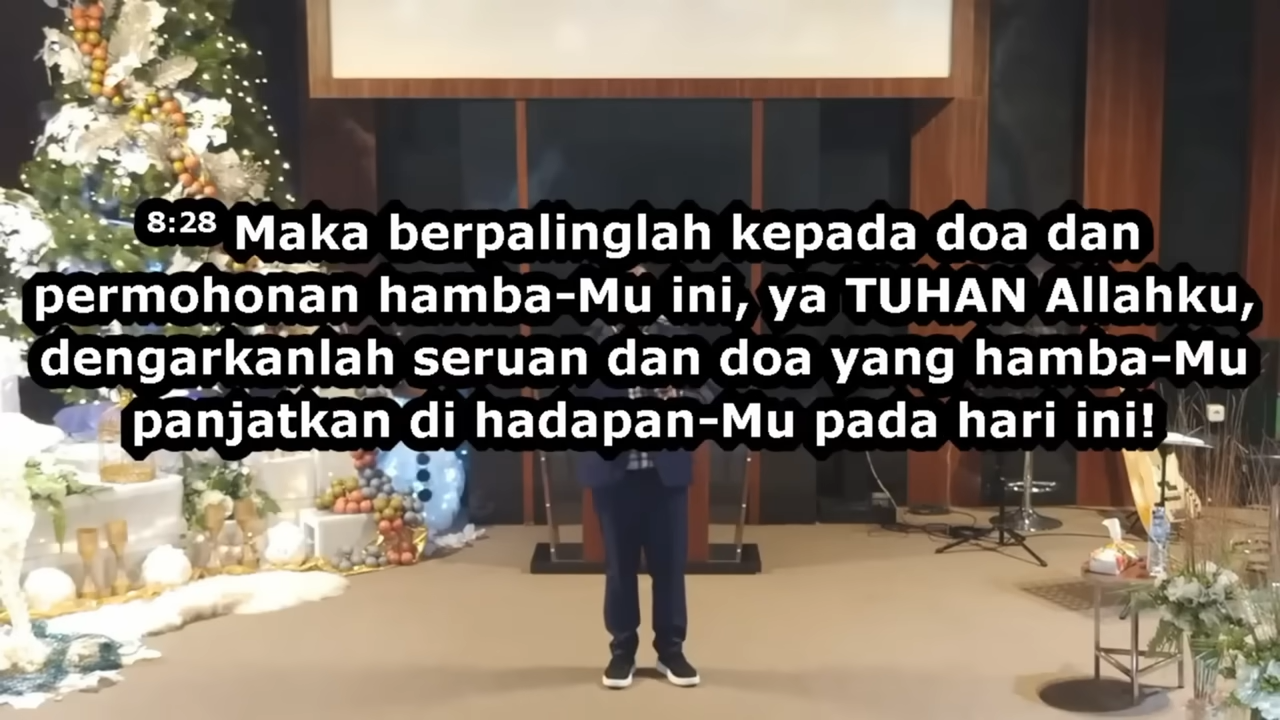 8:28 Maka berpalinglah kepada doa dan
permohonan hamba-Mu ini, ya TUHAN Allahku,
dengarkanlah seruan dan doa yang hamba-Mu
panjatkan di hadapan-Mu pada hari ini!